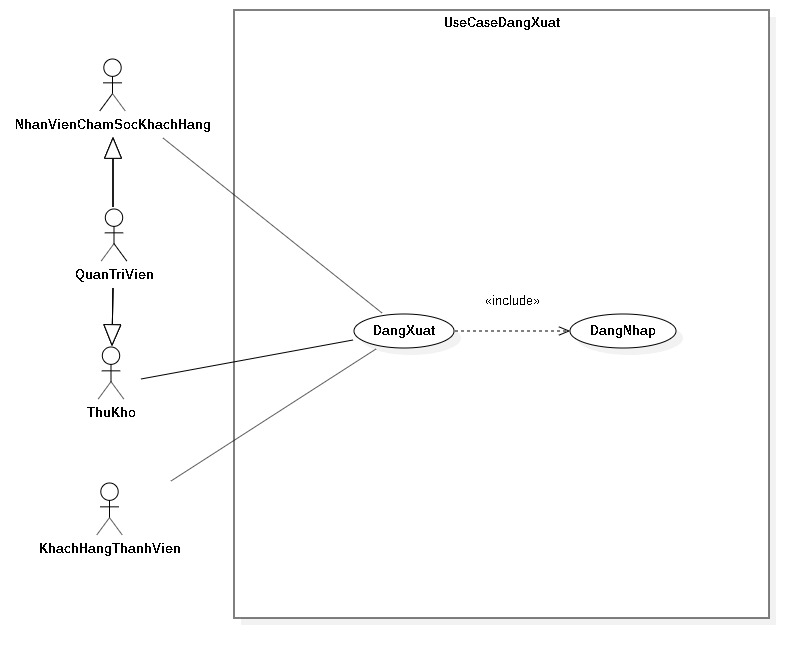 UseCaseDangXuat
NhanVienChamSocKhachHang
QuanTriVien
«include»
DangXuat
DangNhap
ThuKho
KhachHangThanhVien